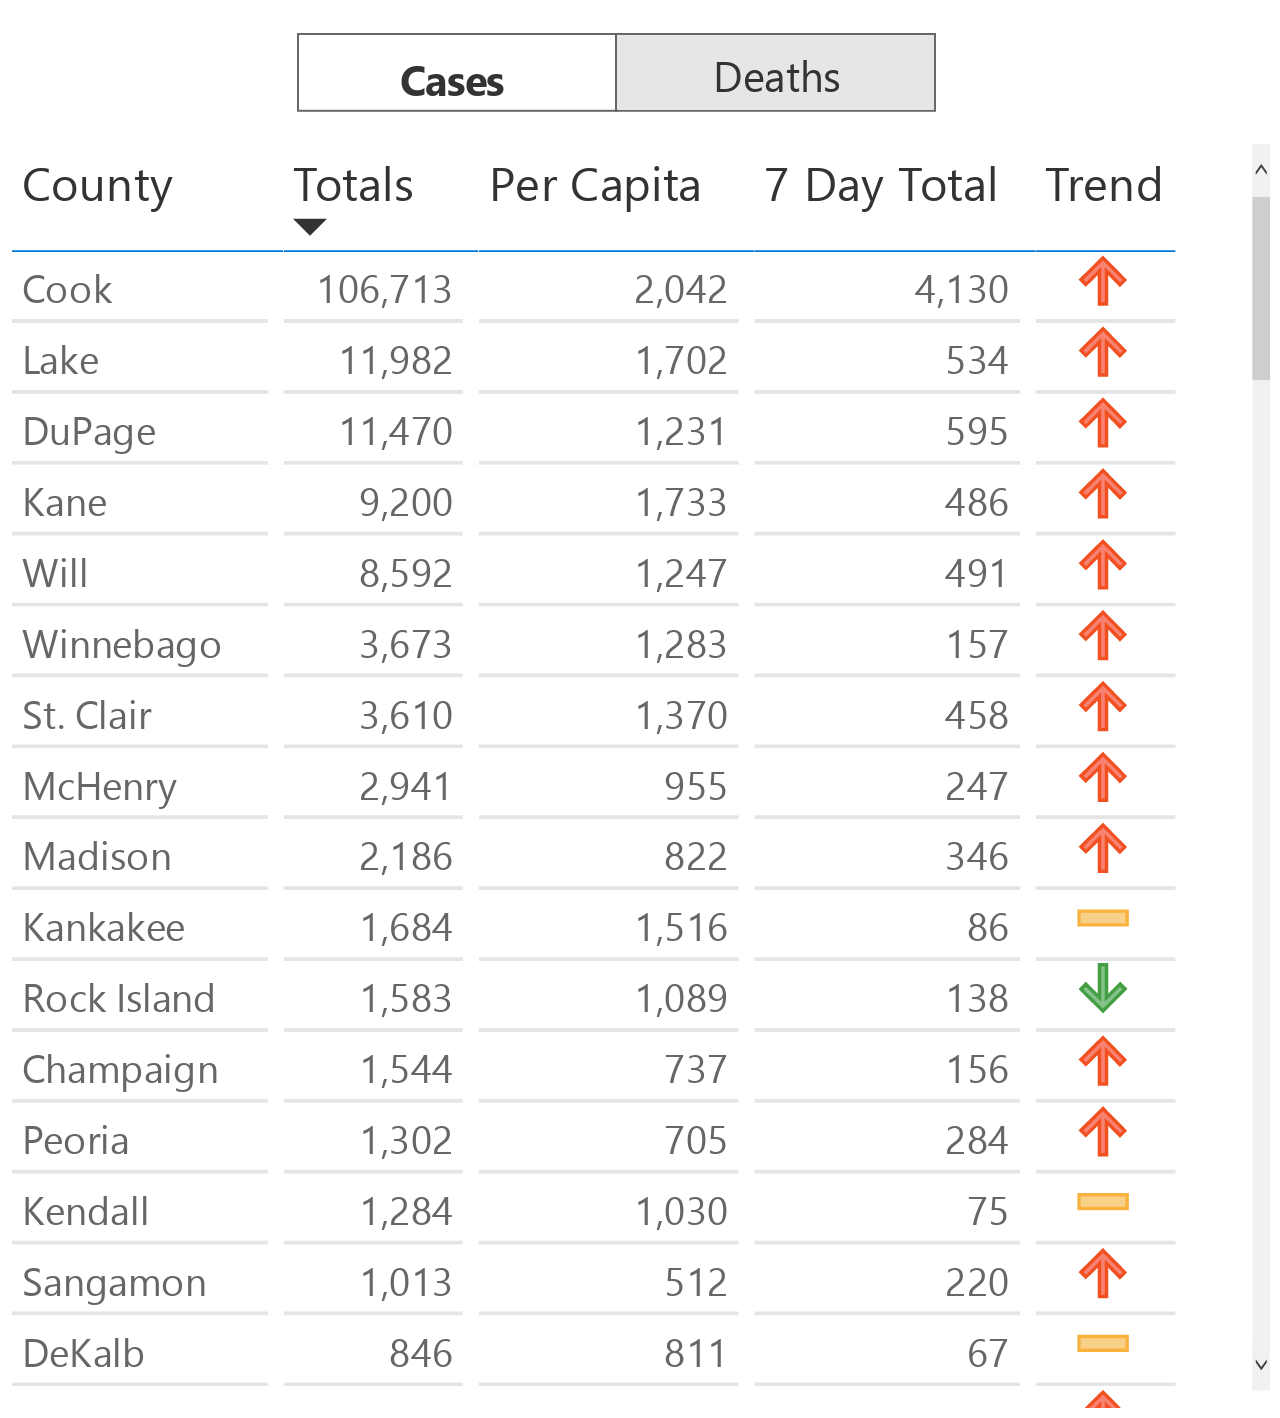 Cases Deaths
County Totals Per Capita 7 Day Total Trend
Cook 106,713 2,042 4,130
Lake 11,982 1,702 534
DuPage 11,470 1,231 595
Kane 9,200 1,733 486
Will 8,592 1,247 491
Winnebago 3,673 1,283 157
St. Clair 3,610 1,370 458
McHenry 2,941 955 247
Madison 2,186 822 346
Kankakee 1,684 1,516 86
Rock Island 1,583 1,089 138
Champaign 1,544 737 156
Peoria 1,302 705 284
Kendall 1,284 1,030 75
Sangamon 1,013 512 220
DeKalb 846 811 67